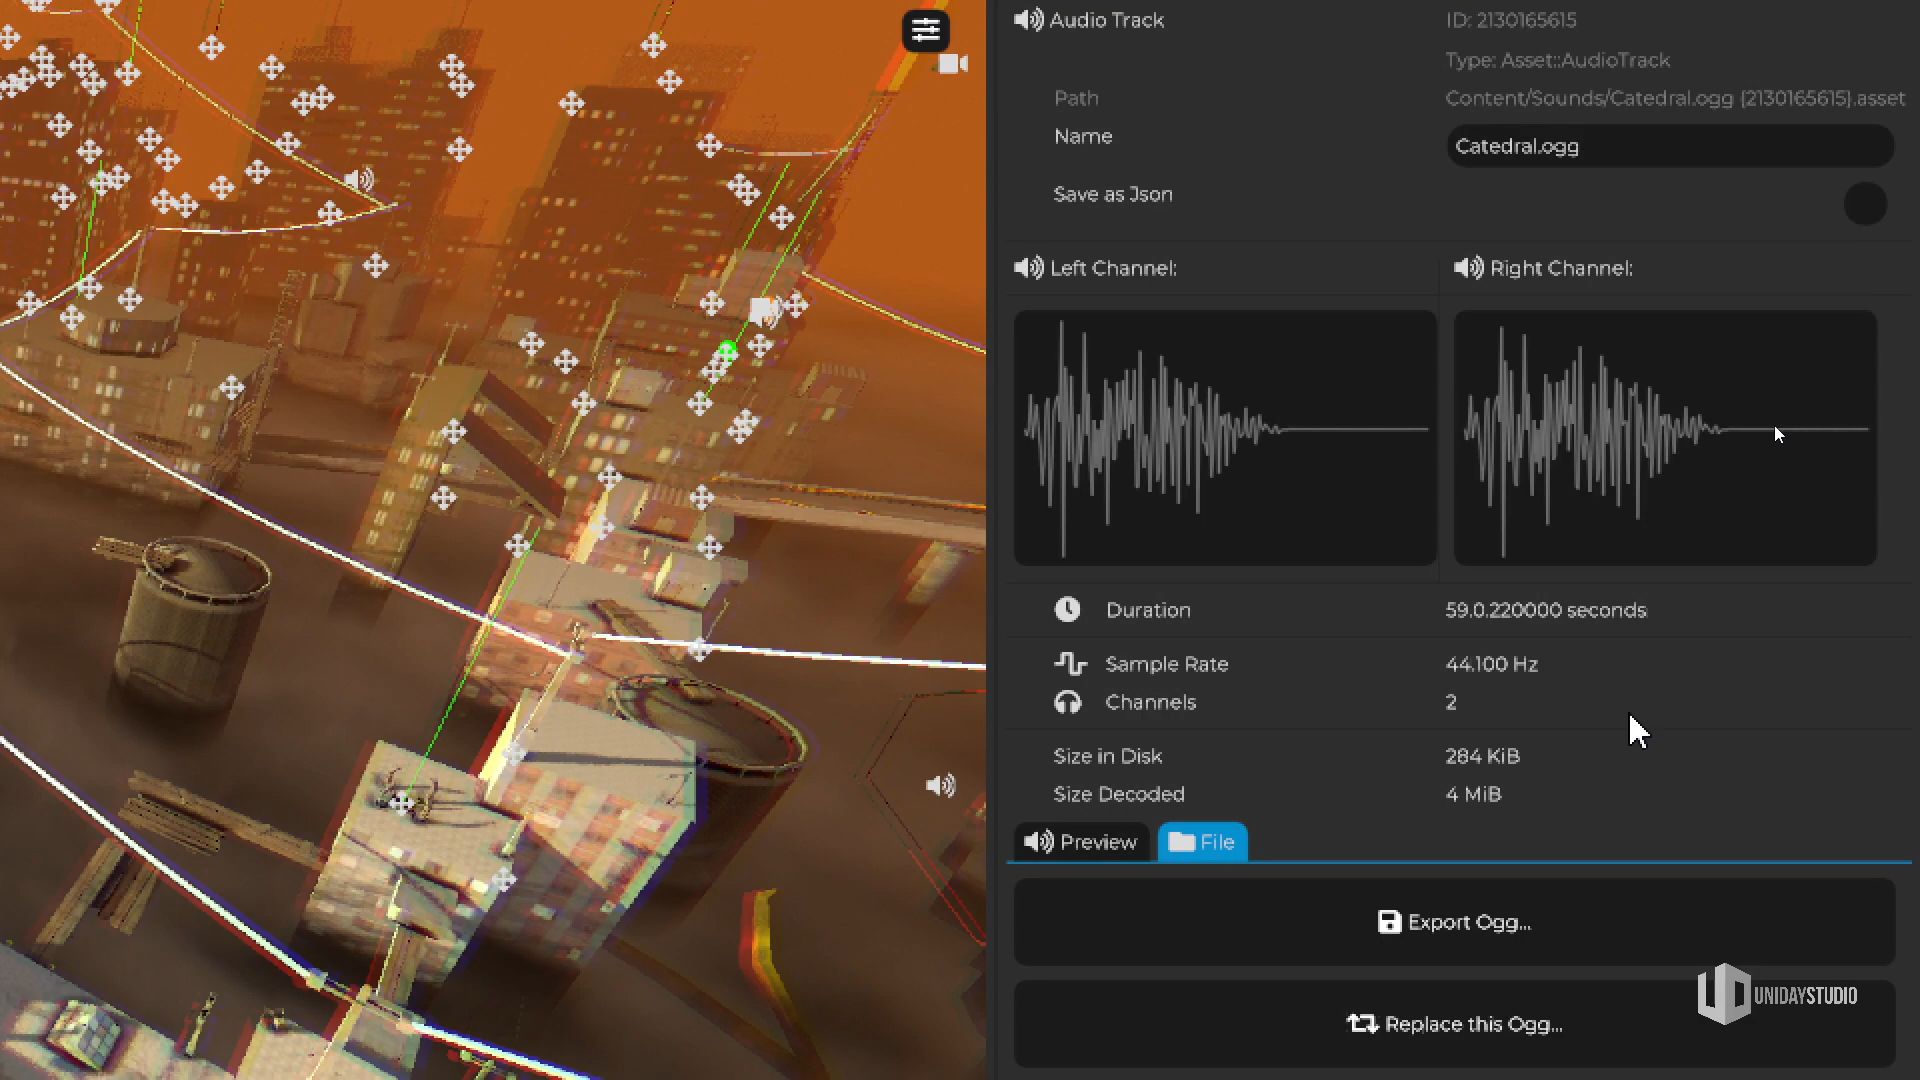 Audio Track
ID: 2130165615
Type: Asset::AudioTrack
Path
Content/Sounds/Catedral.ogg {2130165615}.asset
Name
Catedral.ogg
Save as Json
Left Channel:
Right Channel:
Duration
59.0.220000 seconds
Sample Rate
44.100 Hz
Channels
2
Size in Disk
284 KiB
Size Decoded
4 MiB
Preview
File
Export Ogg...
Replace this Ogg...
UNIDAYSTUDIO